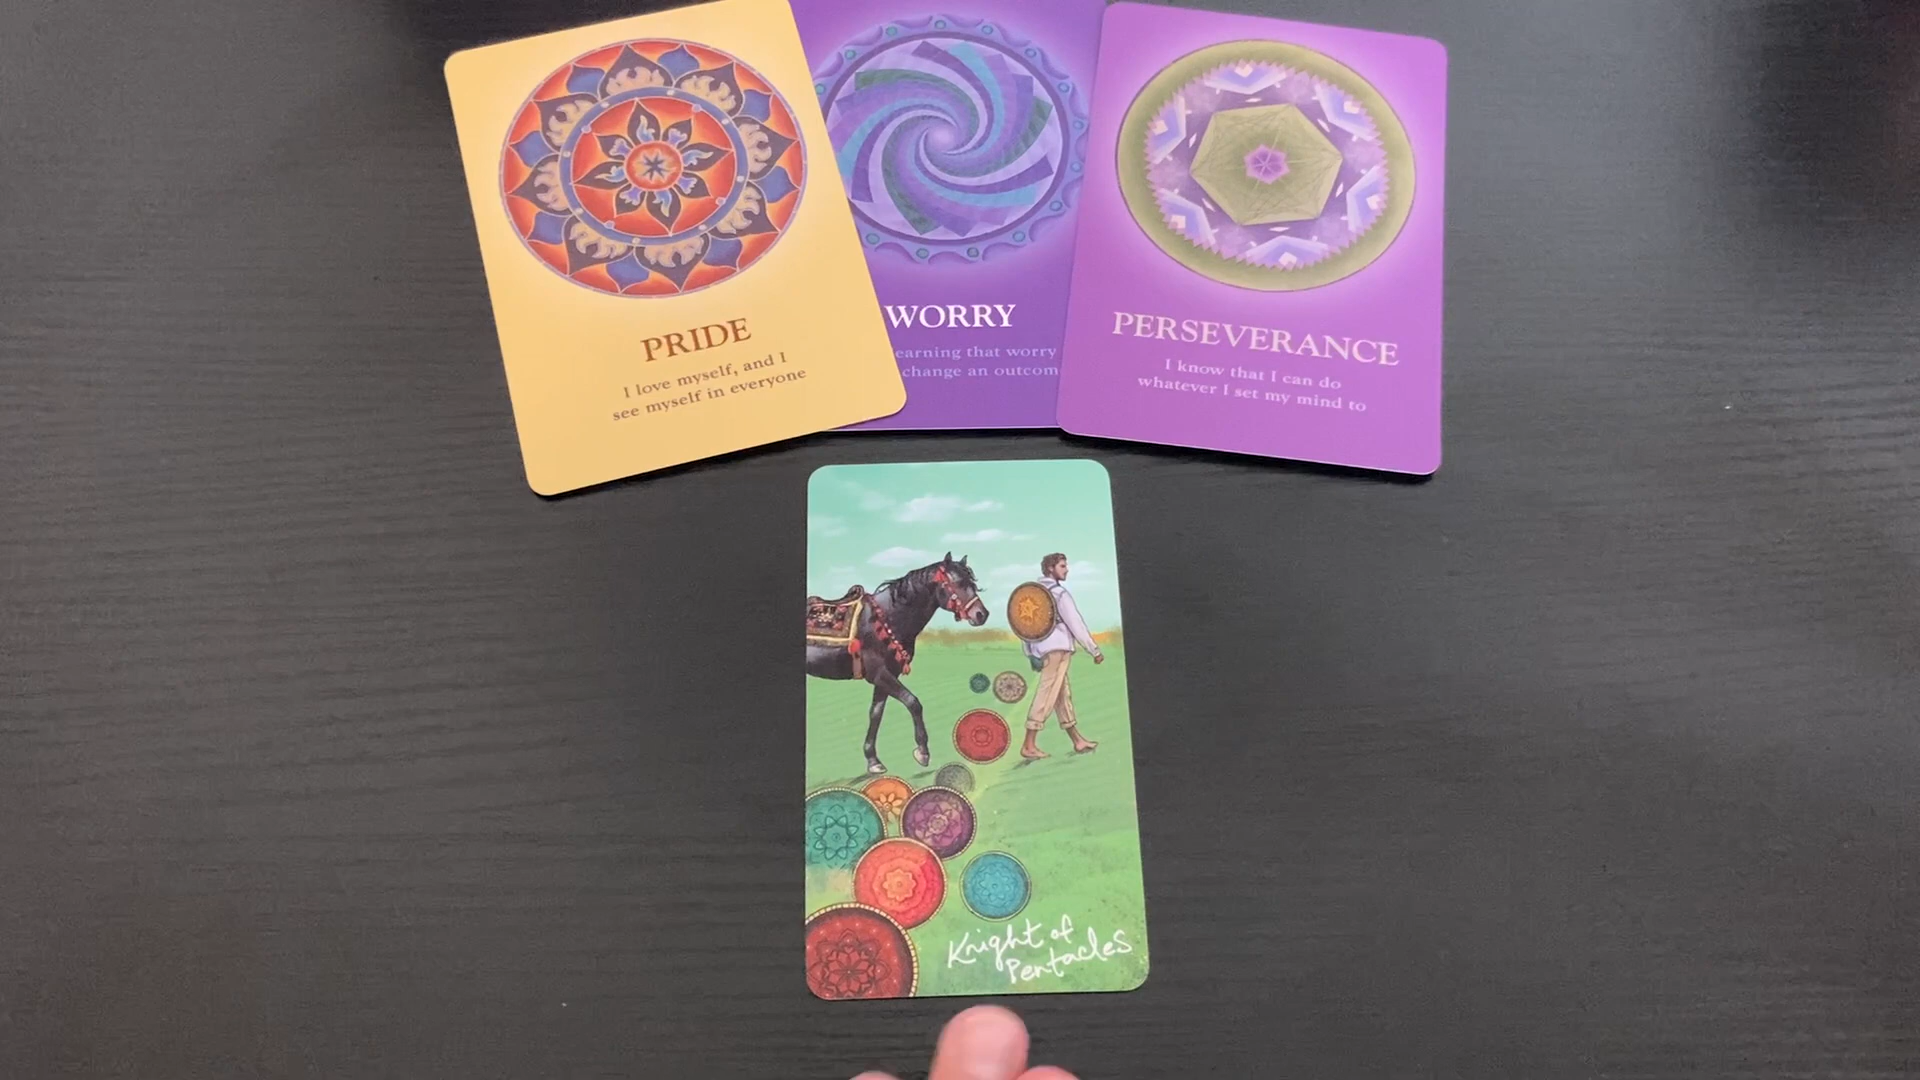 PRIDE
I love myself, and I
see myself in everyone
WORRY
earning that worry
change an outcom
PERSEVERANCE
I know that I can do
whatever I set my mind to
Knight of
Pentacles